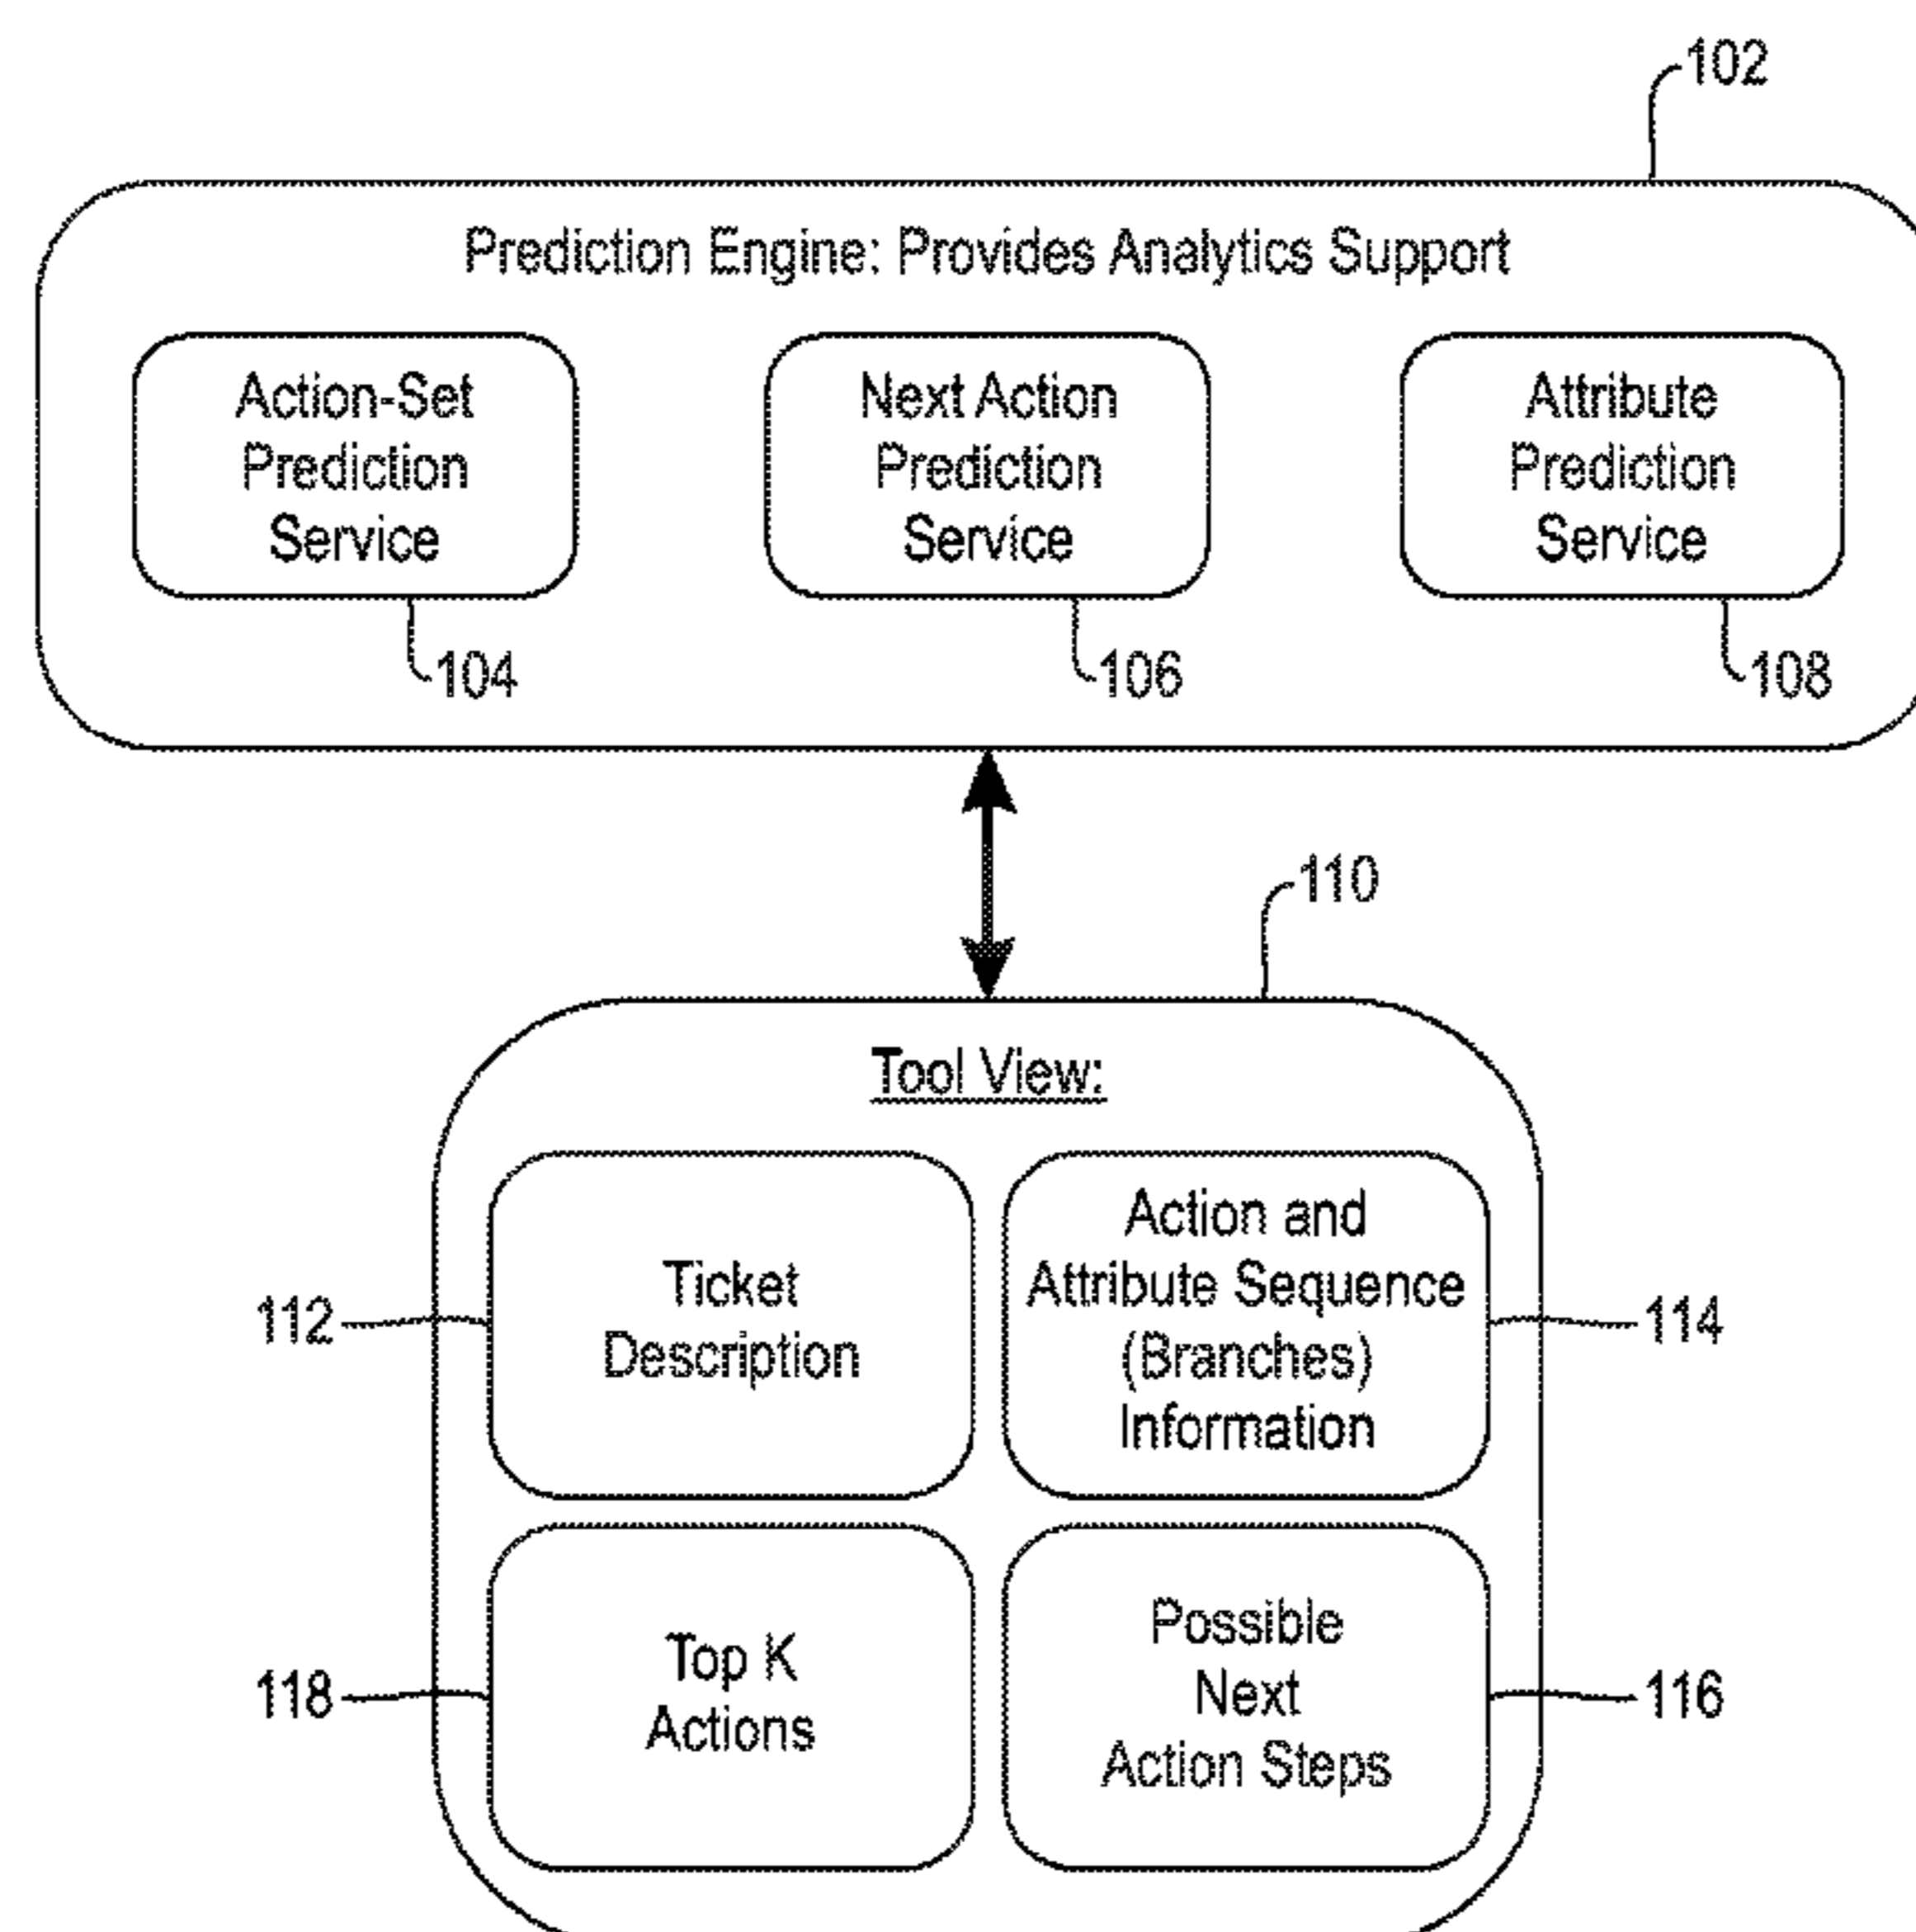 102
Prediction Engine: Provides Analytics Support
Action-Set
Prediction
Service
104
Next Action
Prediction
Service
106
Attribute
Prediction
Service
108
110
Tool View:
112
Ticket
Description
Action and
Attribute Sequence
(Branches)
Information
114
118
Top K
Actions
Possible
Next
Action Steps
116